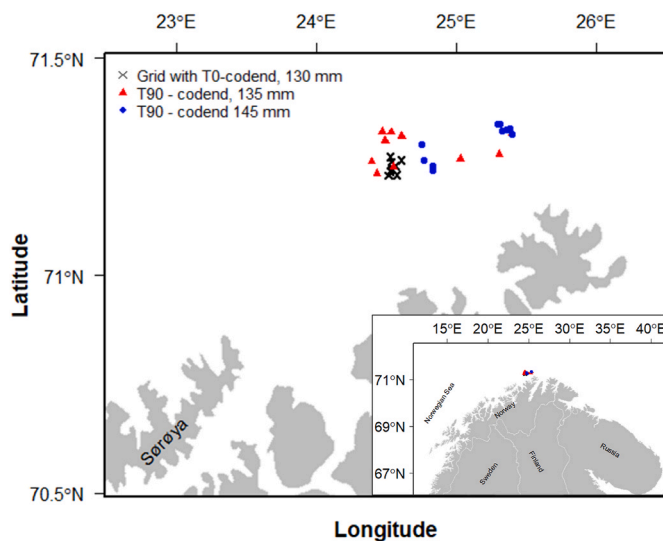 23°E 24°E 25°E 26°E
71.5°N
Grid with T0-codend, 130 mm
T90 - codend, 135 mm
T90 - codend 145 mm
Latitude
71°N
15°E 20°E 25°E 30°E 35°E 40°E
71°N
Norwegian Sea
Norway
Sørøya
69°N
Russia
Sweden
Finland
67°N
70.5°N
Longitude